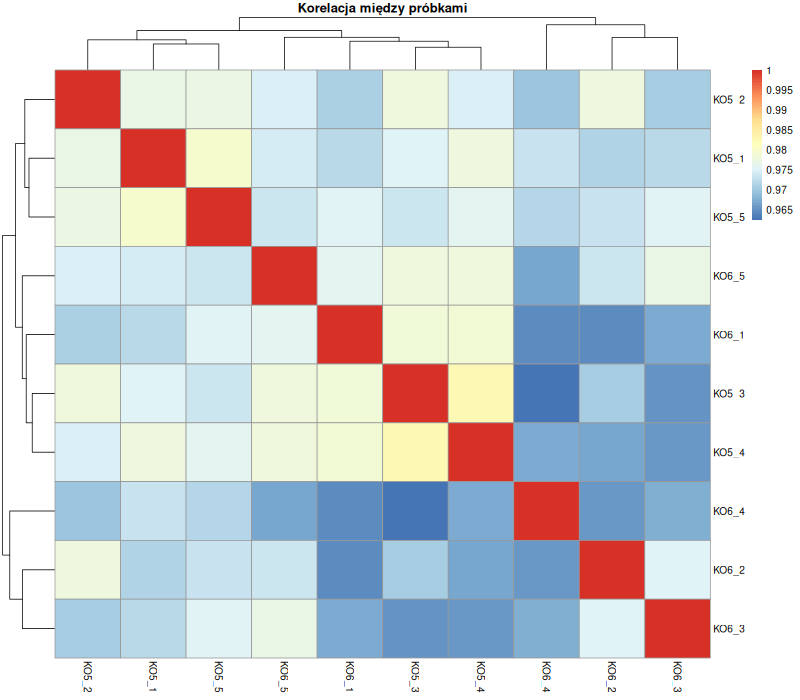 Korelacja między próbkami
1
0.995
0.99
0.985
0.98
0.975
0.97
0.965
KO5_2
KO5_1
KO5_5
KO6_5
KO6_1
KO5_3
KO5_4
KO6_4
KO6_2
KO6_3
KO5_2
KO5_1
KO5_5
KO6_5
KO6_1
KO5_3
KO5_4
KO6_4
KO6_2
KO6_3